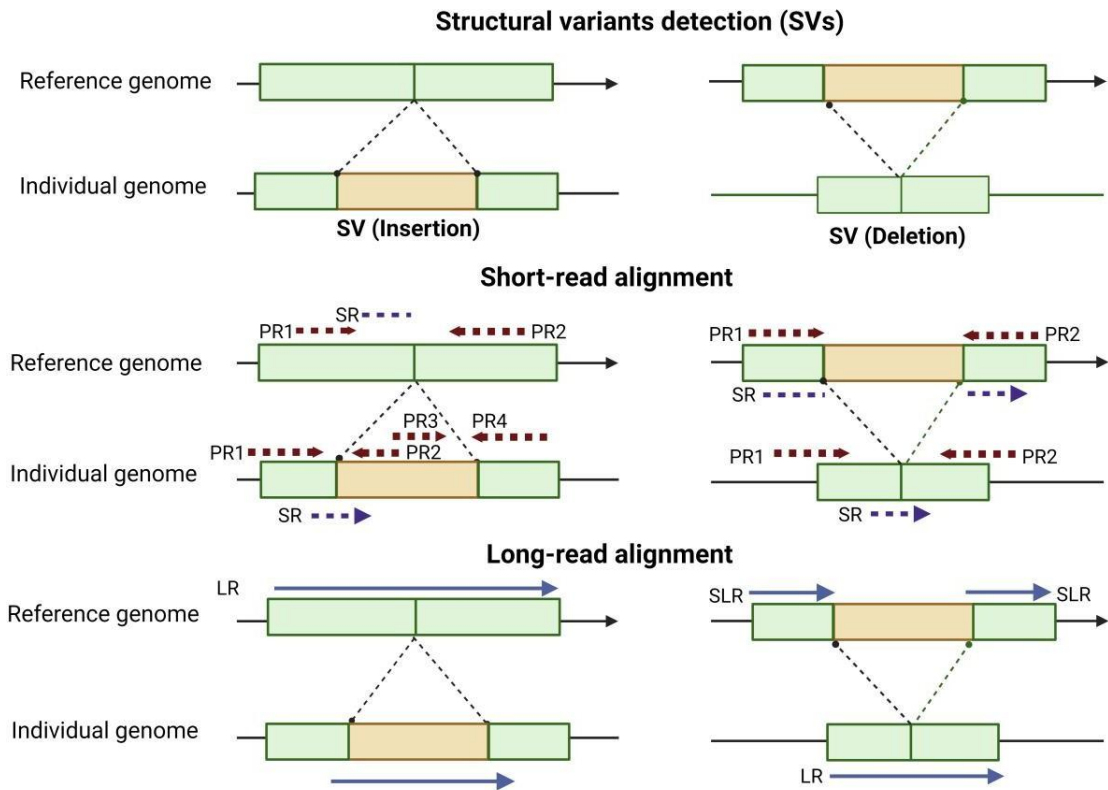 Structural variants detection (SVs)
Reference genome
Individual genome
SV (Insertion)
SV (Deletion)
Short-read alignment
SR
PR1
PR2
PR1
PR2
Reference genome
SR
PR3
PR4
PR1
PR2
PR1
PR2
Individual genome
SR
SR
Long-read alignment
LR
SLR
SLR
Reference genome
Individual genome
LR